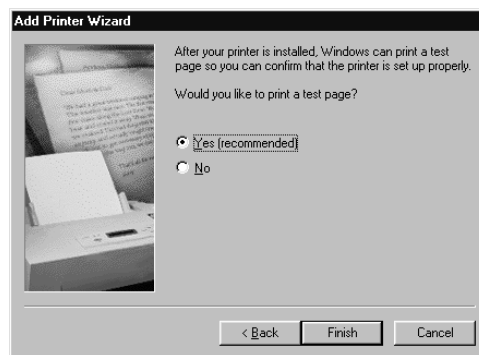 Add Printer Wizard
After your printer is installed, Windows can print a test
page so you can confirm that the printer is set up properly.
Would you like to print a test page?
Yes (recommended)
No
< Back
Finish
Cancel